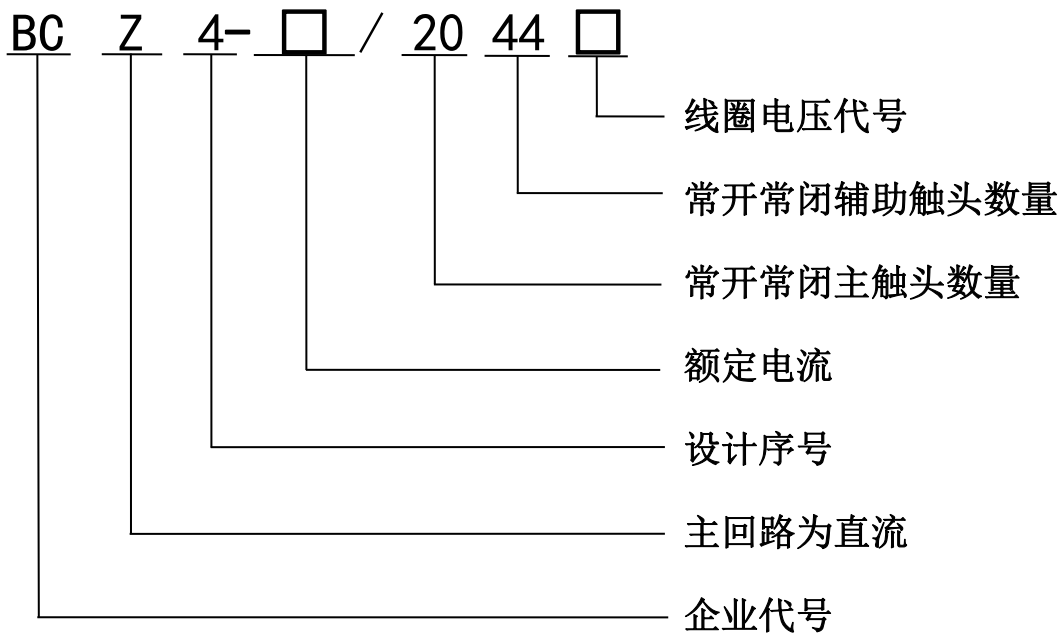 BC Z 4-□/20 44 □
线圈电压代号
常开常闭辅助触头数量
常开常闭主触头数量
额定电流
设计序号
主回路为直流
企业代号